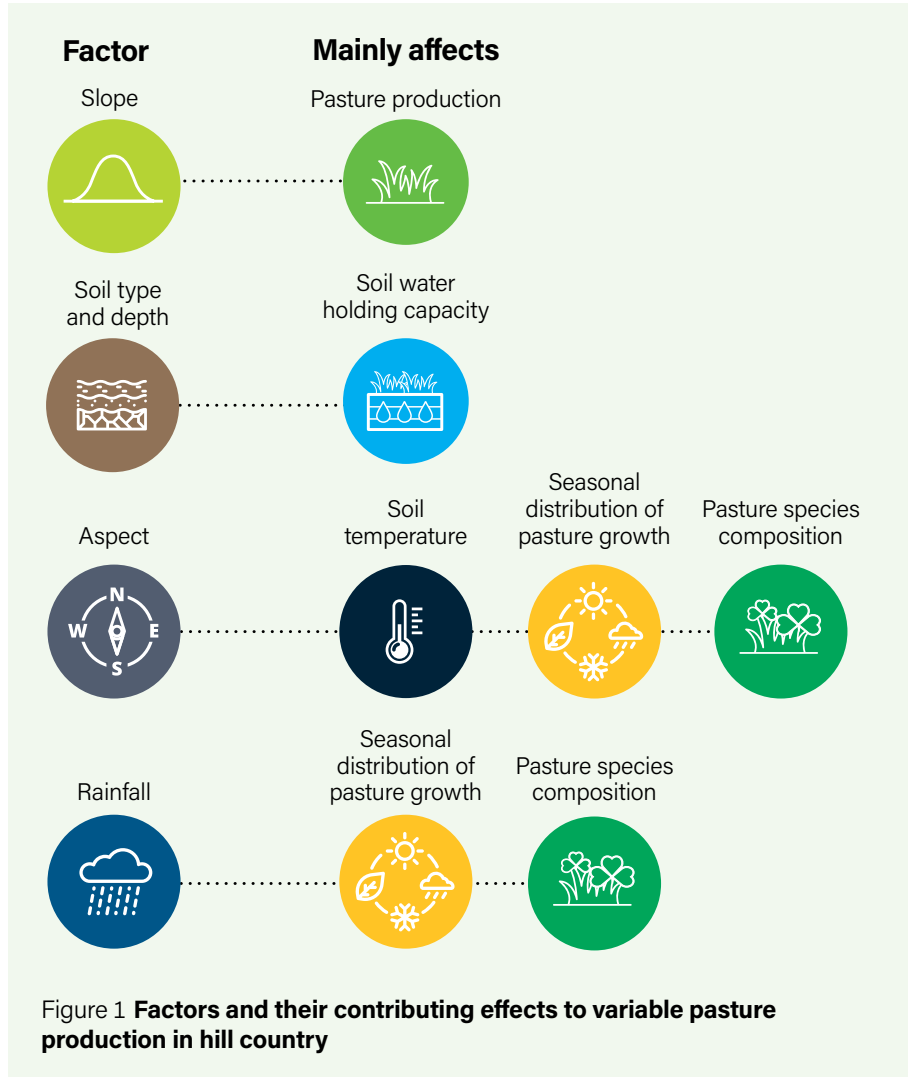 Factor
Mainly affects
Slope
Pasture production
Soil type
and depth
Soil water
holding capacity
Aspect
Soil
temperature
Seasonal
distribution of
pasture growth
Pasture species
composition
N
W
E
S
Rainfall
Seasonal
distribution of
pasture growth
Pasture species
composition
Figure 1 Factors and their contributing effects to variable pasture
production in hill country